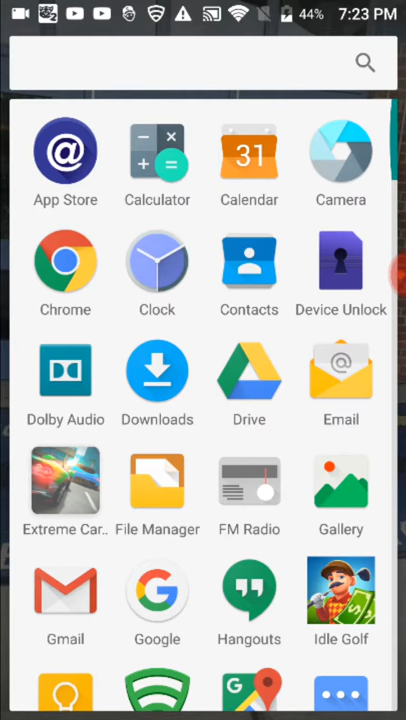 44% 7:23 PM
@
31
App Store Calculator Calendar Camera
Chrome Clock Contacts Device Unlock
@
Dolby Audio Downloads Drive Email
Extreme Car.. File Manager FM Radio Gallery
G
Gmail Google Hangouts Idle Golf
G